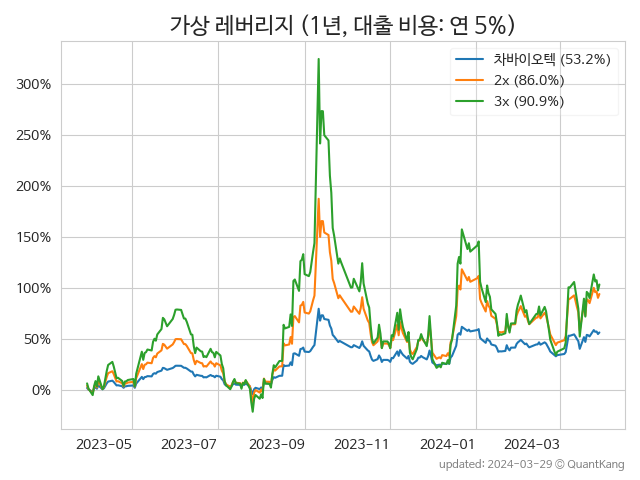 가상 레버리지 (1년, 대출 비용: 연 5%)
차바이오텍 (53.2%)
2x (86.0%)
3x (90.9%)
300%
250%
200%
150%
100%
50%
0%
2023-05 2023-07 2023-09 2023-11 2024-01 2024-03
updated: 2024-03-29 © QuantKang